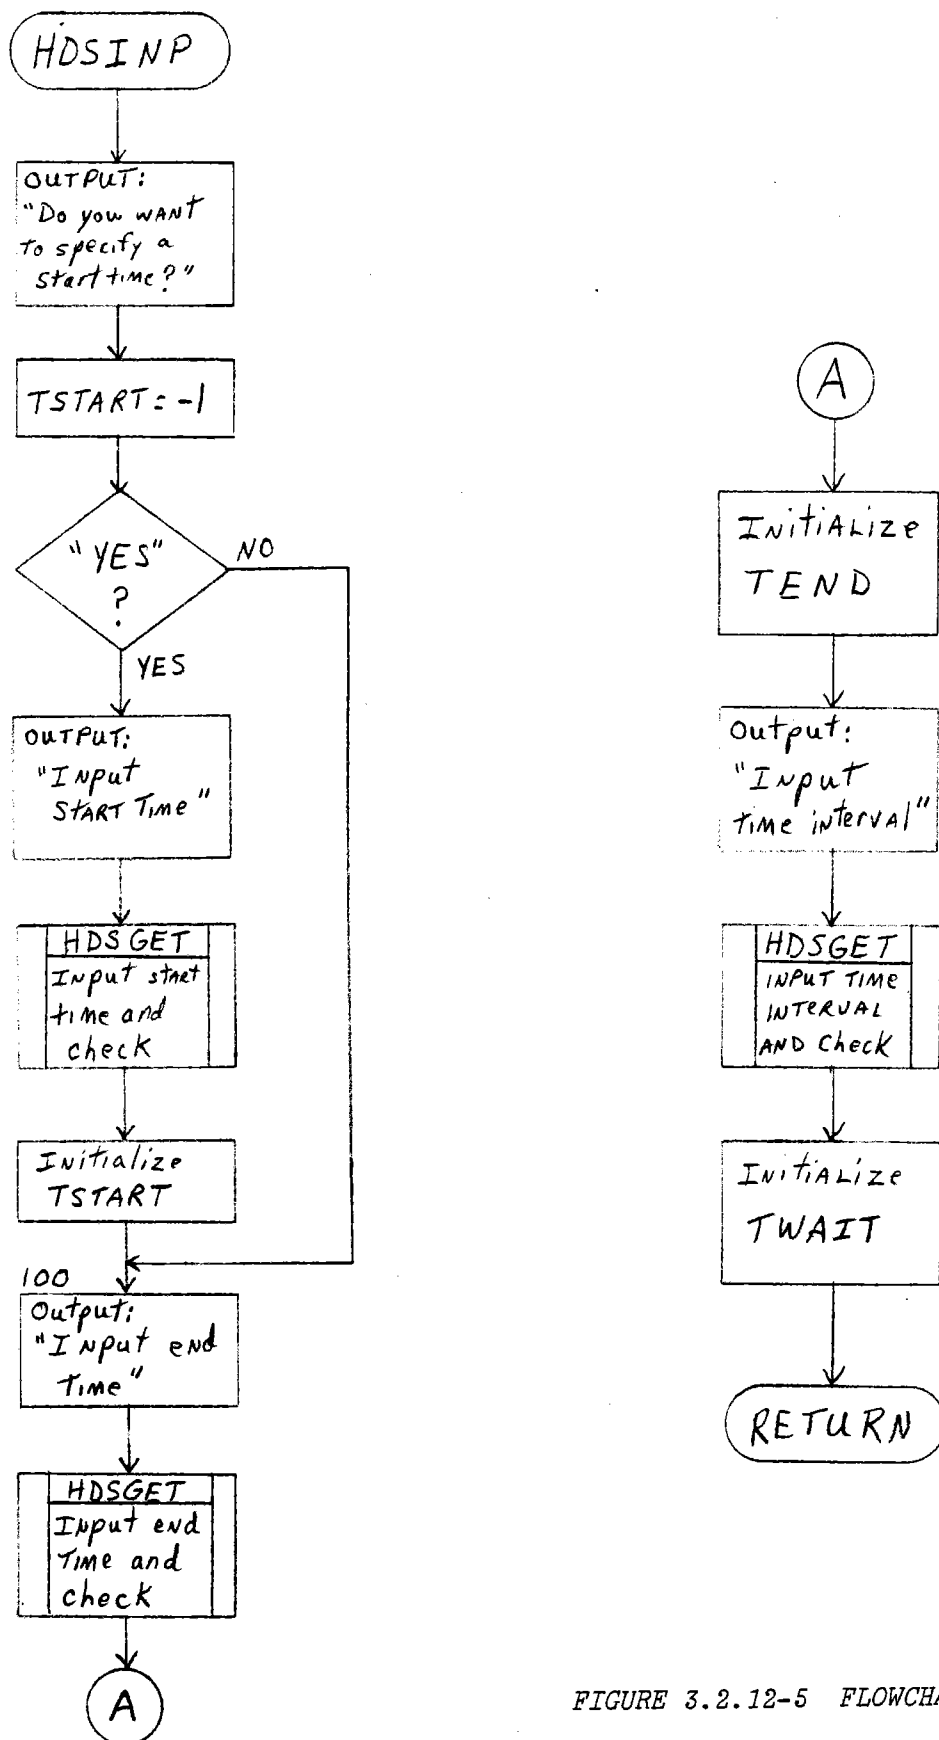 HDSINP
OUTPUT:
"Do you WANT
to specify a
start time?"
TSTART = -1
"YES"
?
NO
YES
OUTPUT:
"INput
START Time"
HDSGET
INput start
time and
check
INitialize
TSTART
100
Output:
"INput eNd
Time"
HDSGET
INput eNd
Time and
check
A
A
INitiALize
TEND
Output:
"INput
time iNterVAl"
HDSGET
INPUT TIME
INTERVAL
AND Check
INitiALize
TWAIT
RETURN
FIGURE 3.2.12-5 FLOWCHA